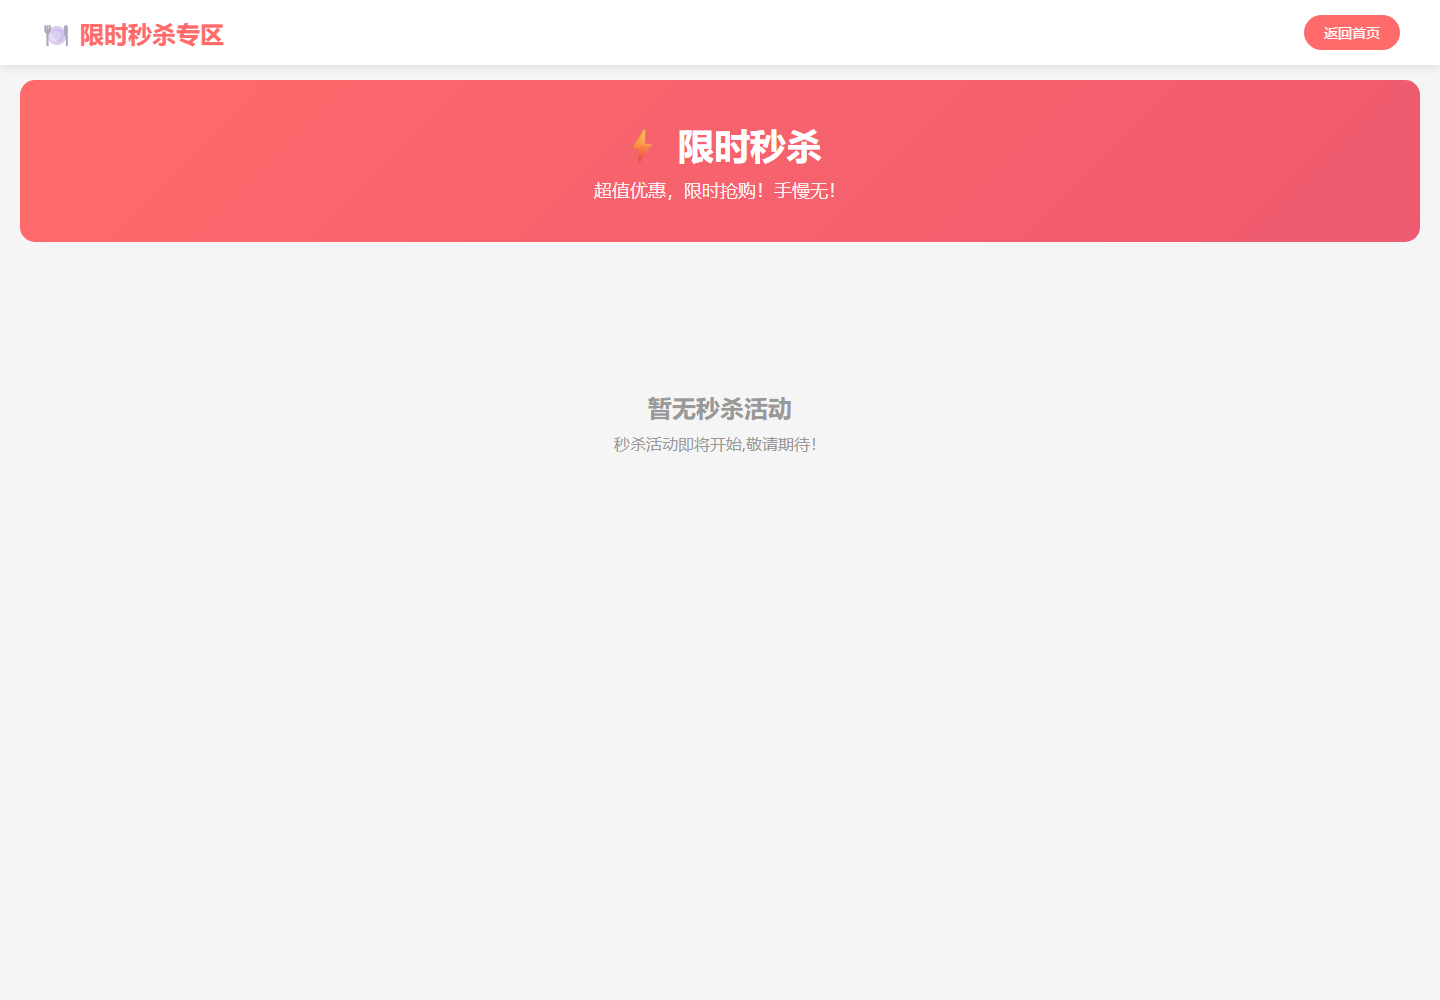 限时秒杀专区
返回首页
限时秒杀
超值优惠，限时抢购！手慢无！
暂无秒杀活动
秒杀活动即将开始,敬请期待！